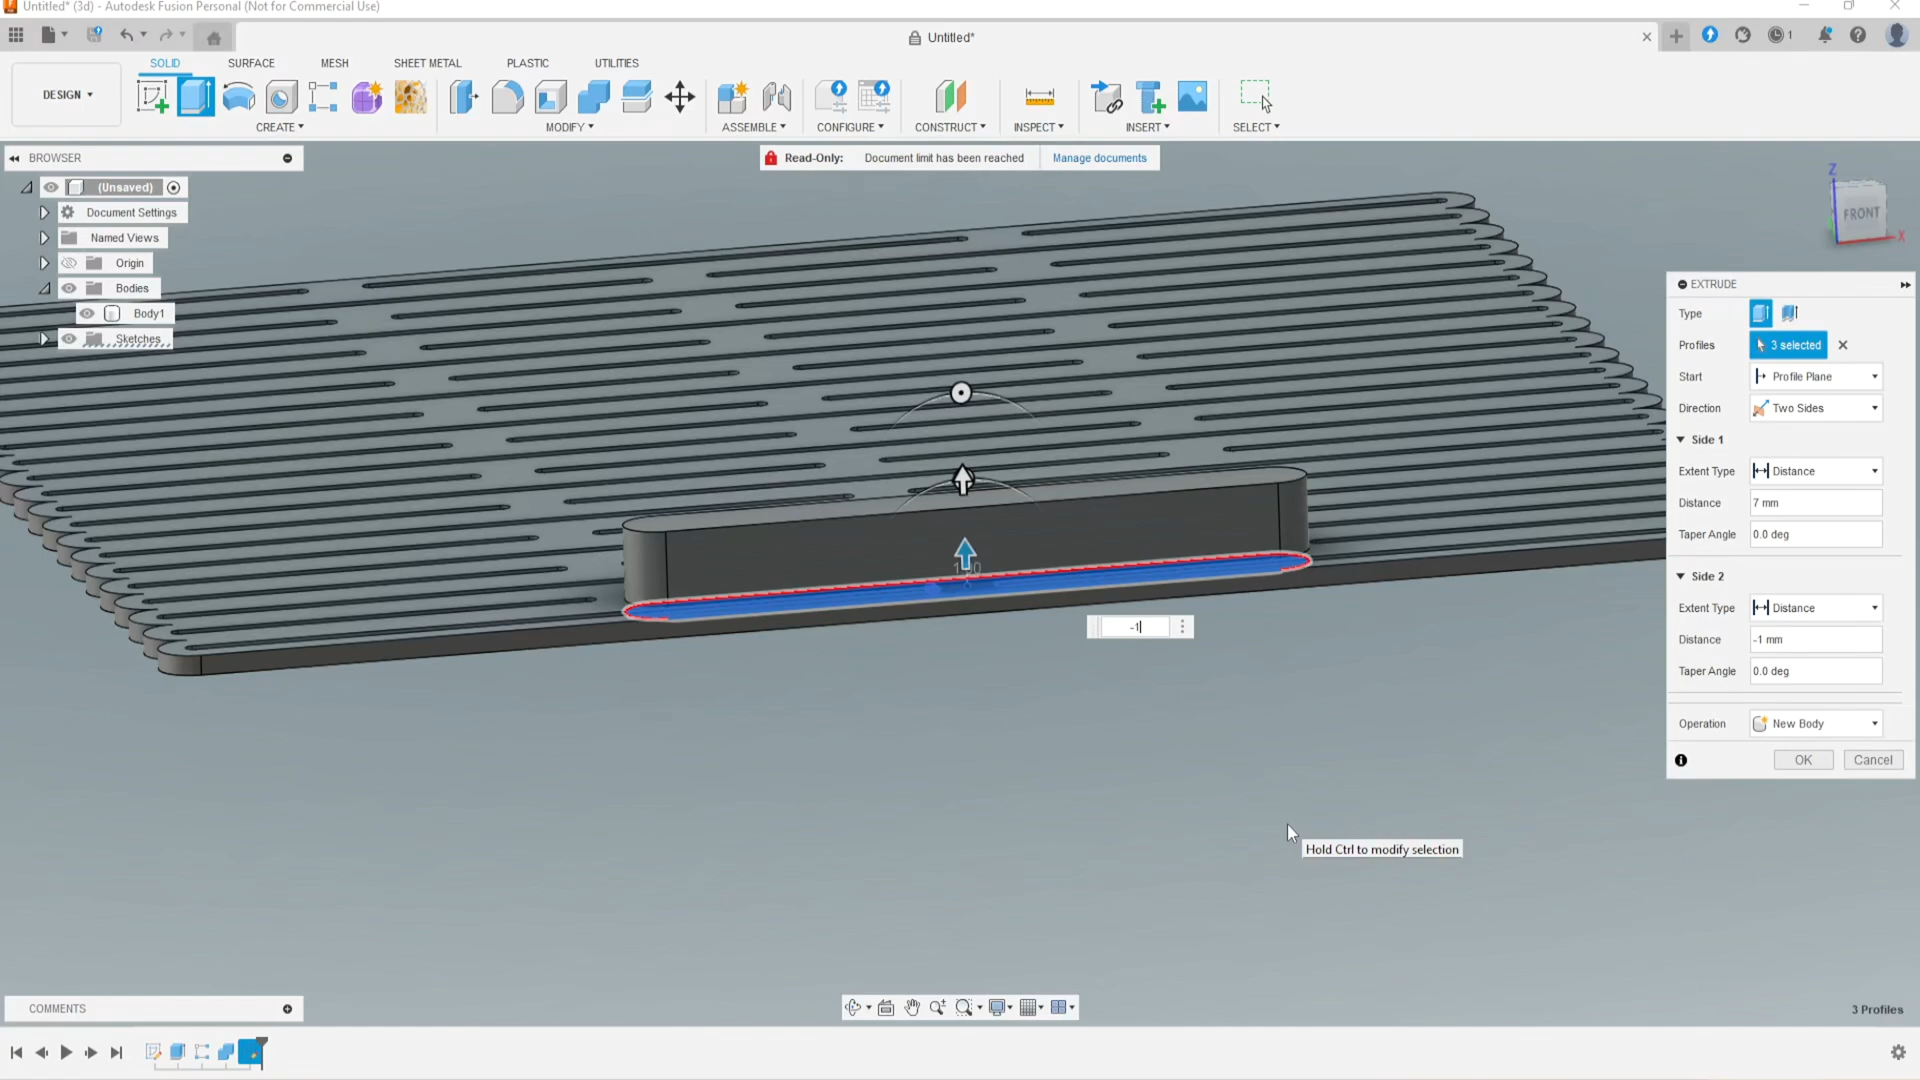 Untitled* (3d) - Autodesk Fusion Personal (Not for Commercial Use)
Untitled*
1
DESIGN
SOLID SURFACE MESH SHEET METAL PLASTIC UTILITIES
CREATE MODIFY ASSEMBLE CONFIGURE CONSTRUCT INSPECT INSERT SELECT
BROWSER
Read-Only: Document limit has been reached Manage documents
(Unsaved)
Document Settings
Named Views
Origin
Bodies
Body1
Sketches
Z
FRONT
X
EXTRUDE
Type
Profiles 3 selected
Start Profile Plane
Direction Two Sides
Side 1
Extent Type Distance
Distance 7 mm
Taper Angle 0.0 deg
Side 2
Extent Type Distance
Distance -1 mm
Taper Angle 0.0 deg
Operation New Body
OK Cancel
-1
Hold Ctrl to modify selection
COMMENTS
3 Profiles